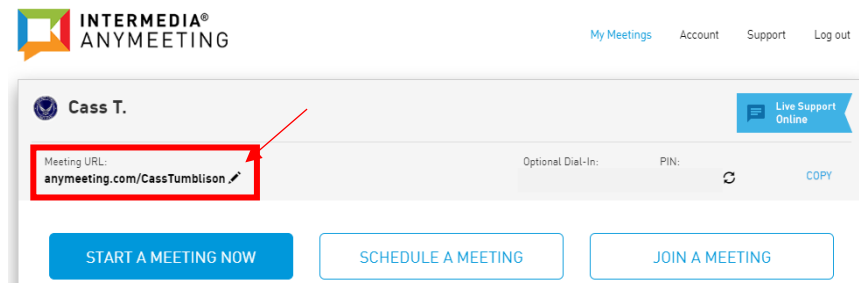 INTERMEDIA®
ANYMEETING
My Meetings Account Support Log out
Cass T.
Live Support
Online
Meeting URL:
anymeeting.com/CassTumblison
Optional Dial-In: PIN:
COPY
START A MEETING NOW SCHEDULE A MEETING JOIN A MEETING